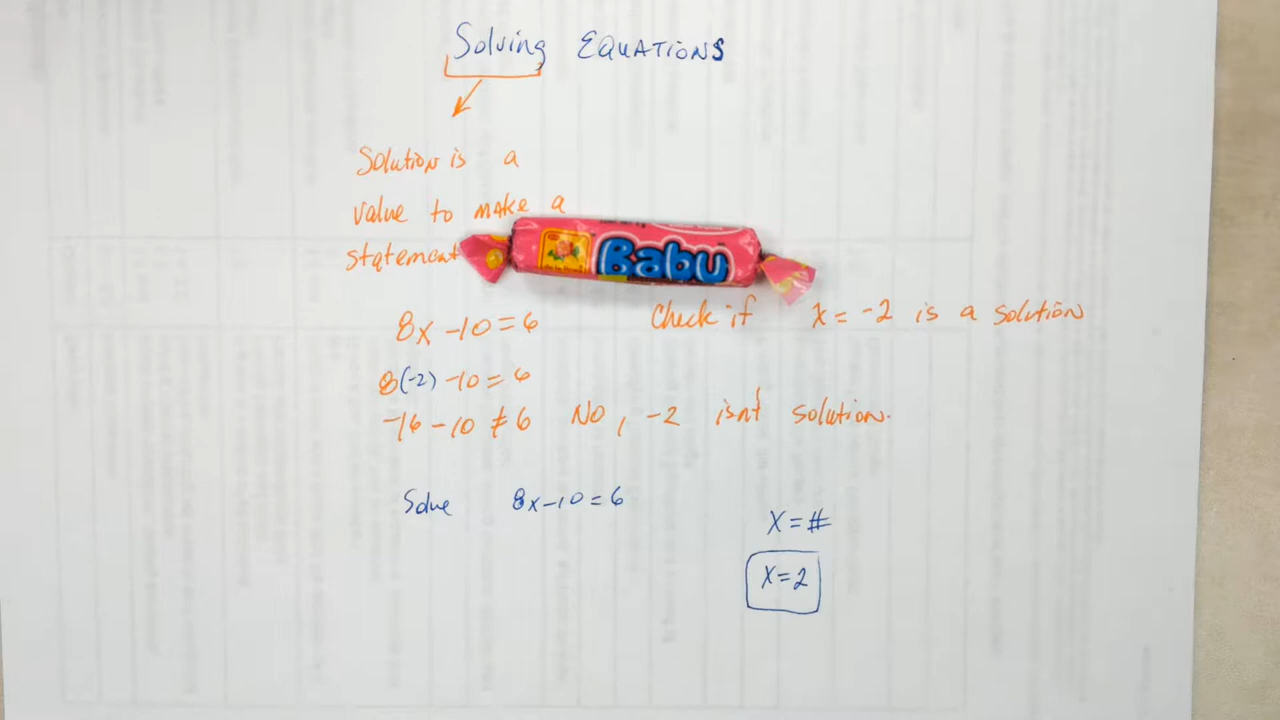 Solving EQUATIONS
Solution is a
value to make a
statement
Babu
8x -10 = 6 Check if x = -2 is a solution
8(-2) -10 = 6
-16 -10 ≠ 6 No, -2 isn't solution.
Solve 8x-10=6
x = #
x = 2